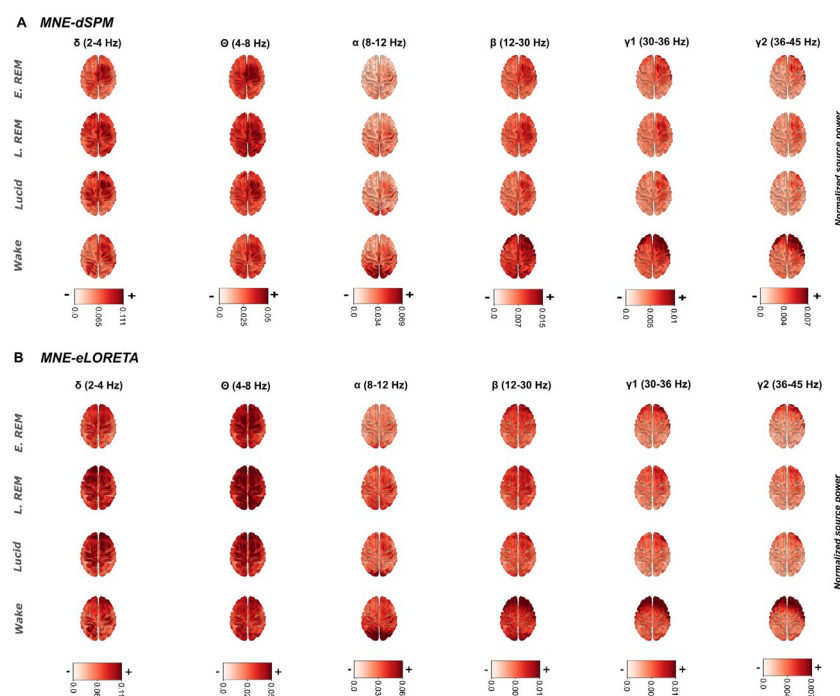 A MNE-dSPM
δ (2-4 Hz) Θ (4-8 Hz) α (8-12 Hz) β (12-30 Hz) γ1 (30-36 Hz) γ2 (36-45 Hz)
E. REM
L. REM
Lucid
Wake
Normalized source power
- + - + - + - + - + - +
0.0 0.065 0.111 0.0 0.025 0.05 0.0 0.034 0.069 0.0 0.007 0.015 0.0 0.005 0.01 0.0 0.004 0.007
B MNE-eLORETA
δ (2-4 Hz) Θ (4-8 Hz) α (8-12 Hz) β (12-30 Hz) γ1 (30-36 Hz) γ2 (36-45 Hz)
E. REM
L. REM
Lucid
Wake
Normalized source power
- + - + - + - + - + - +
0.0 0.0 0.0 0.0 0.0 0.0